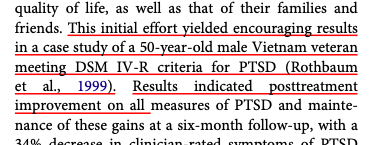 quality of life, as well as that of their families and
friends. This initial effort yielded encouraging results
in a case study of a 50-year-old male Vietnam veteran
meeting DSM IV-R criteria for PTSD (Rothbaum
et al., 1999). Results indicated posttreatment
improvement on all measures of PTSD and mainte-
nance of these gains at a six-month follow-up, with a
34% decrease in clinician-rated symptoms of PTSD